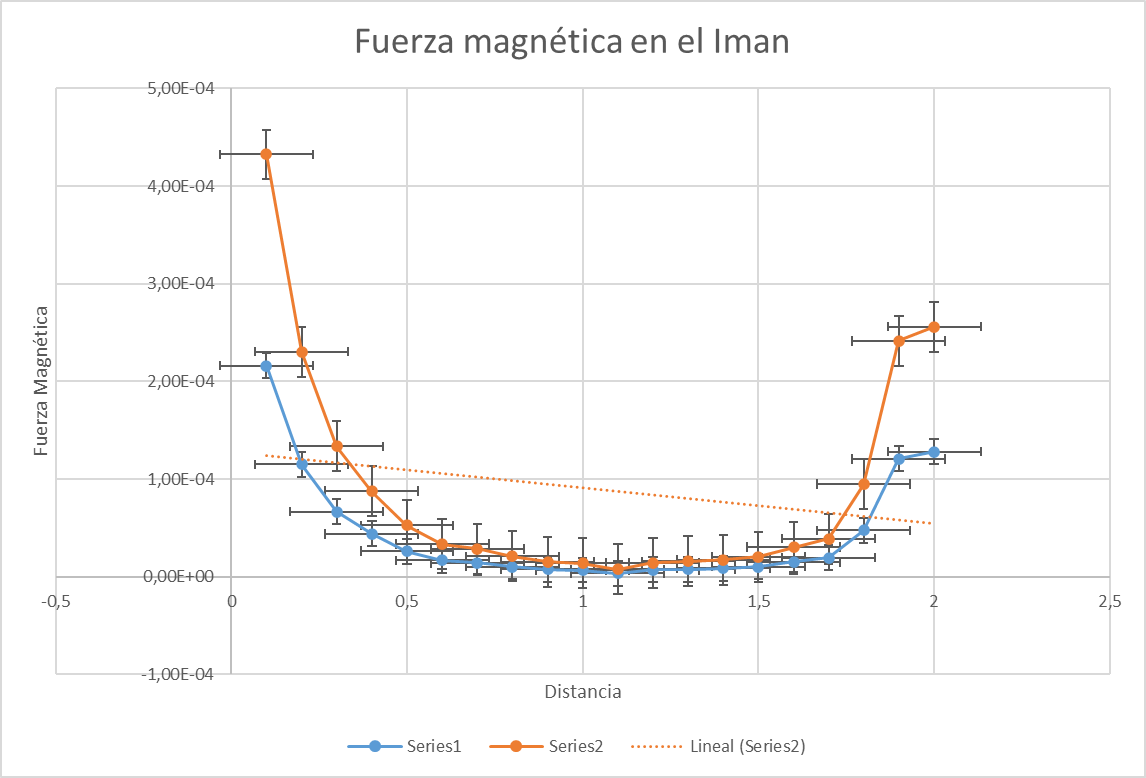 Fuerza magnética en el Iman
5,00E-04
4,00E-04
3,00E-04
2,00E-04
1,00E-04
0,00E+00
-1,00E-04
Fuerza Magnética
-0,5 0 0,5 1 1,5 2 2,5
Distancia
Series1 Series2 Lineal (Series2)